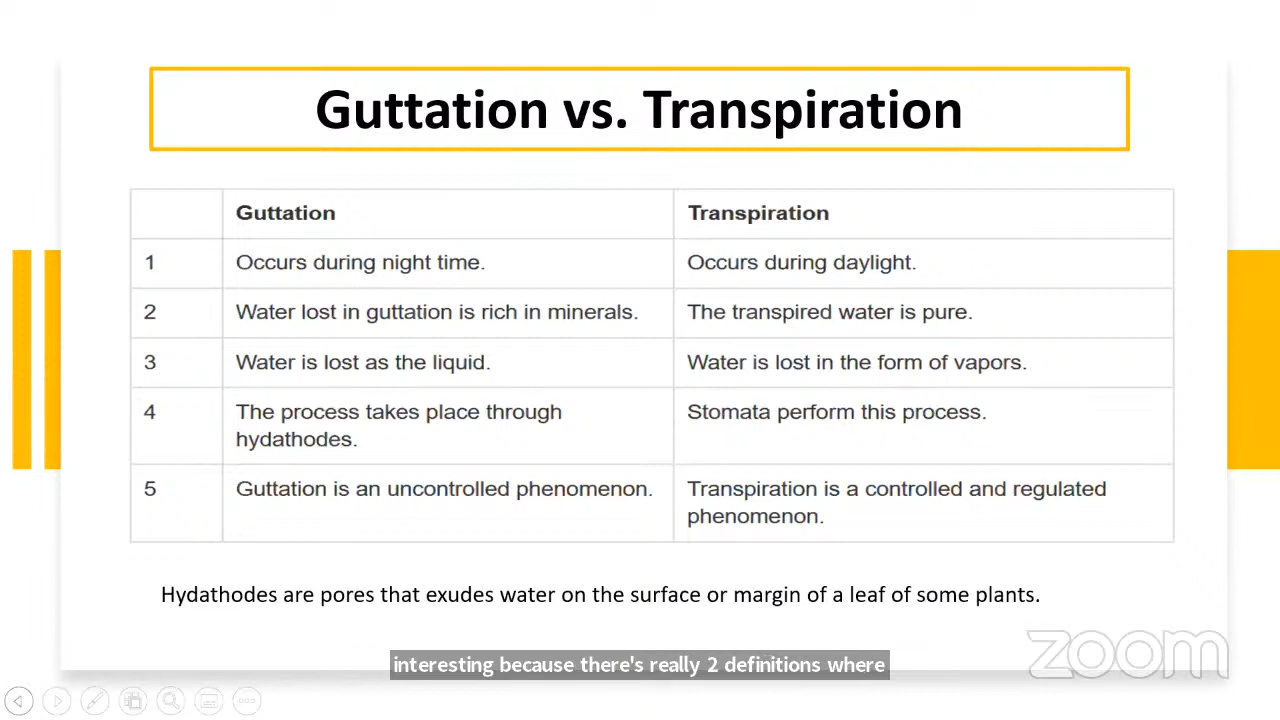 Guttation vs. Transpiration
Guttation Transpiration
1 Occurs during night time. Occurs during daylight.
2 Water lost in guttation is rich in minerals. The transpired water is pure.
3 Water is lost as the liquid. Water is lost in the form of vapors.
4 The process takes place through Stomata perform this process.
hydathodes.
5 Guttation is an uncontrolled phenomenon. Transpiration is a controlled and regulated
phenomenon.
Hydathodes are pores that exudes water on the surface or margin of a leaf of some plants.
zoom
interesting because there's really 2 definitions where